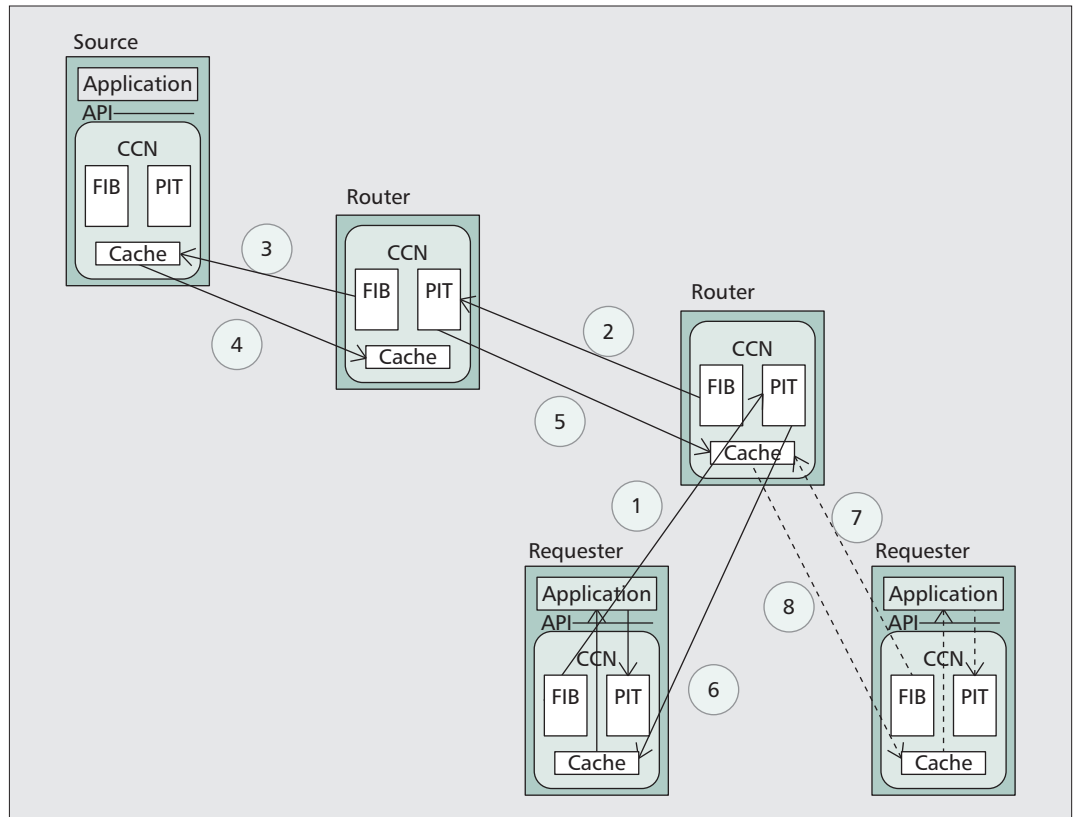 Source
Application
API
CCN
FIB PIT
Cache
3
4
Router
CCN
FIB PIT
Cache
2
5
Router
CCN
FIB PIT
Cache
1
7
8
6
Requester
Application
API
CCN
FIB PIT
Cache
Requester
Application
API
CCN
FIB PIT
Cache